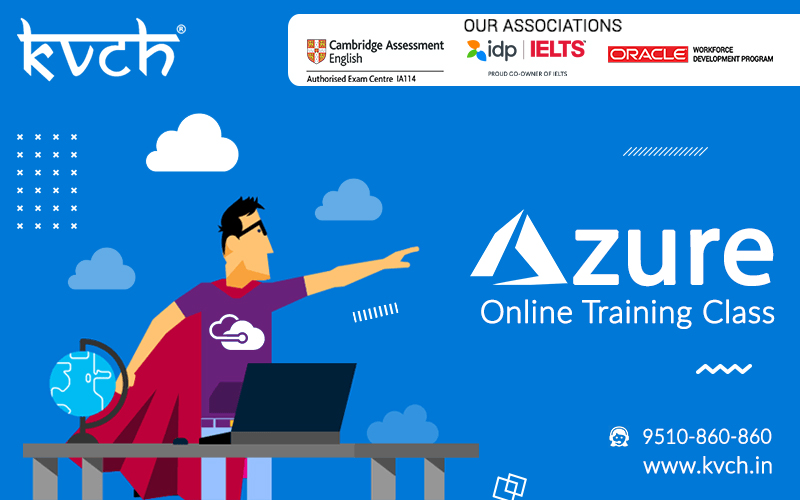 kvch®
OUR ASSOCIATIONS
Cambridge Assessment
English
Authorised Exam Centre IA114
idp | IELTS™
PROUD CO-OWNER OF IELTS
ORACLE
WORKFORCE
DEVELOPMENT PROGRAM
Azure
Online Training Class
9510-860-860
www.kvch.in